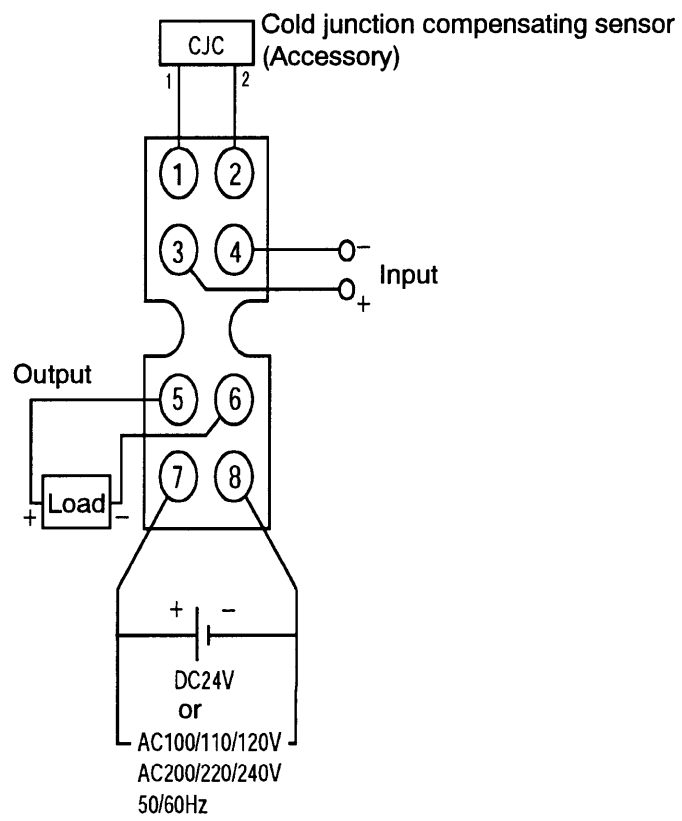 Cold junction compensating sensor
(Accessory)
CJC
1 2
1 2
3 4
−
Input
+
Output
5 6
7 8
Load
+ −
+ −
DC24V
or
AC100/110/120V
AC200/220/240V
50/60Hz